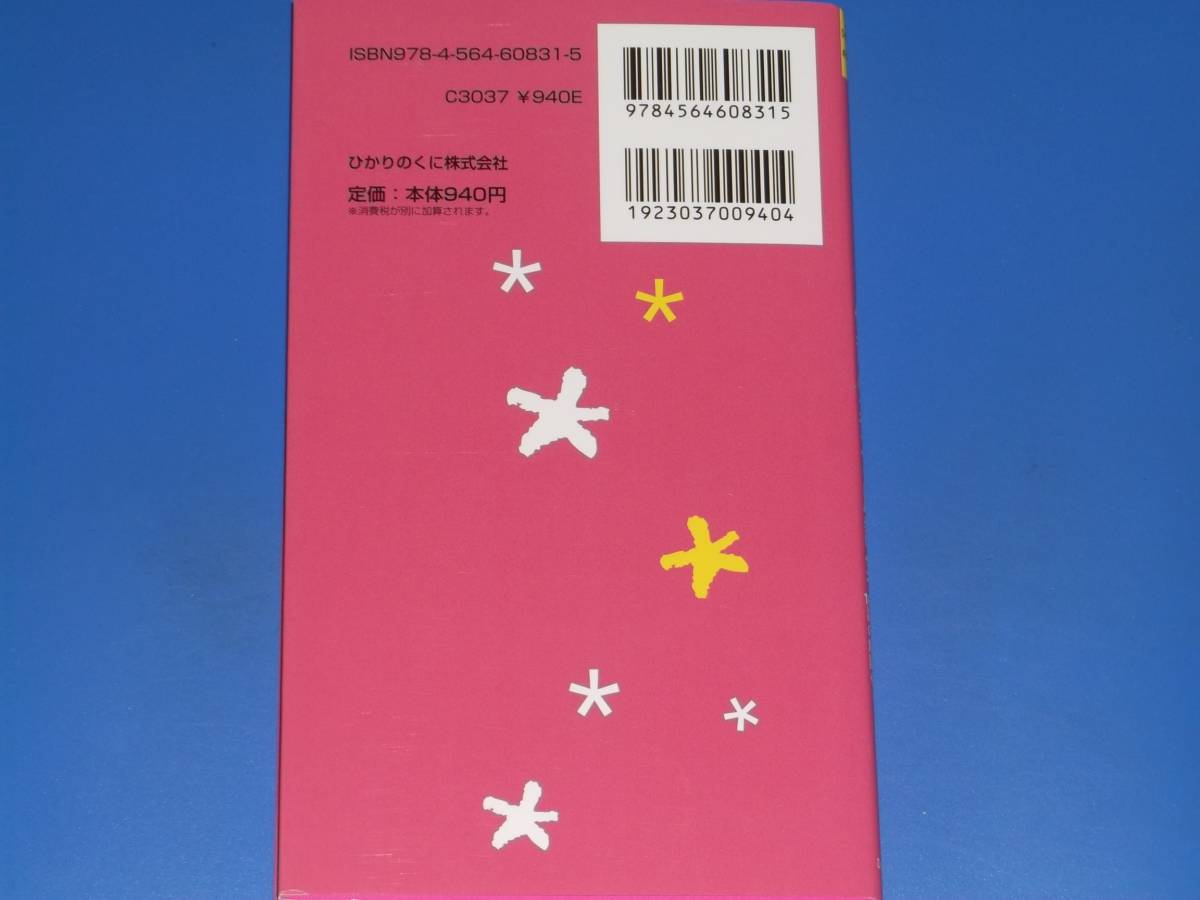 ISBN978-4-564-60831-5
C3037 ¥940E
ひかりのくに株式会社
定価：本体940円
※消費税が別に加算されます。
9784564608315
1923037009404